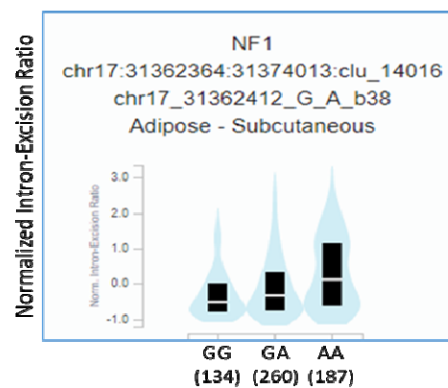 Normalized Intron-Excision Ratio
NF1
chr17:31362364:31374013:clu_14016
chr17_31362412_G_A_b38
Adipose - Subcutaneous
Norm. Intron-Excision Ratio
3.0
2.0
1.0
0.0
-1.0
GG GA AA
(134) (260) (187)